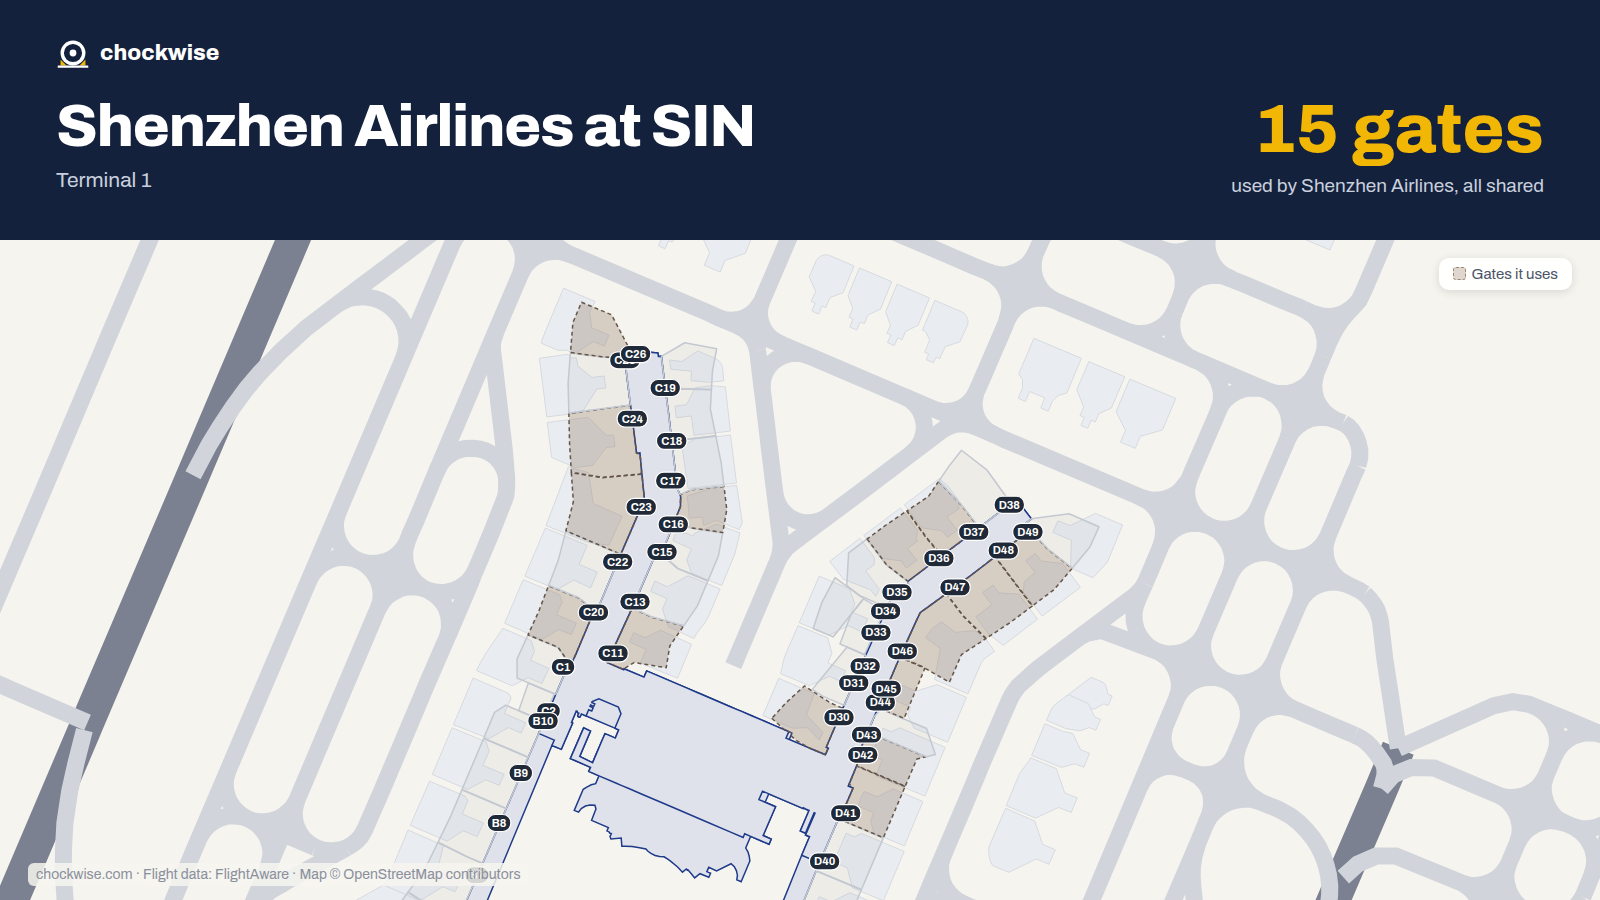 chockwise
Shenzhen Airlines at SIN
Terminal 1
15 gates
used by Shenzhen Airlines, all shared
Gates it uses
C26
C19
C24
C18
C17
C23
C16
C15
C22
C13
C20
C11
C1
B10
B9
B8
D38
D37
D49
D48
D36
D47
D35
D34
D33
D46
D32
D31
D45
D44
D30
D43
D42
D41
D40
chockwise.com · Flight data: FlightAware · Map © OpenStreetMap contributors